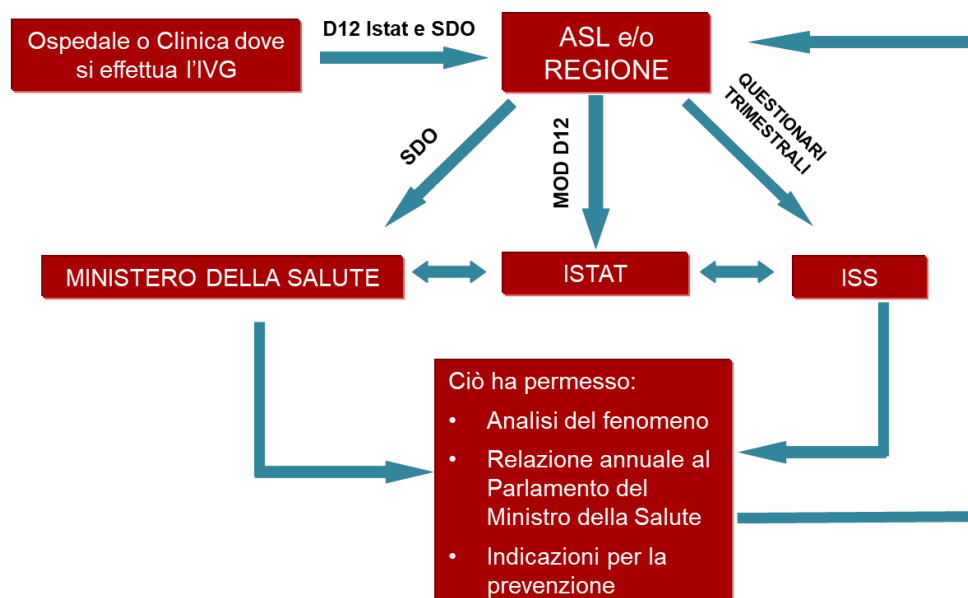 Ospedale o Clinica dove
si effettua l'IVG
D12 Istat e SDO
ASL e/o
REGIONE
SDO
MOD D12
QUESTIONARI
TRIMESTRALI
MINISTERO DELLA SALUTE
ISTAT
ISS
Ciò ha permesso:
• Analisi del fenomeno
• Relazione annuale al
Parlamento del
Ministro della Salute
• Indicazioni per la
prevenzione